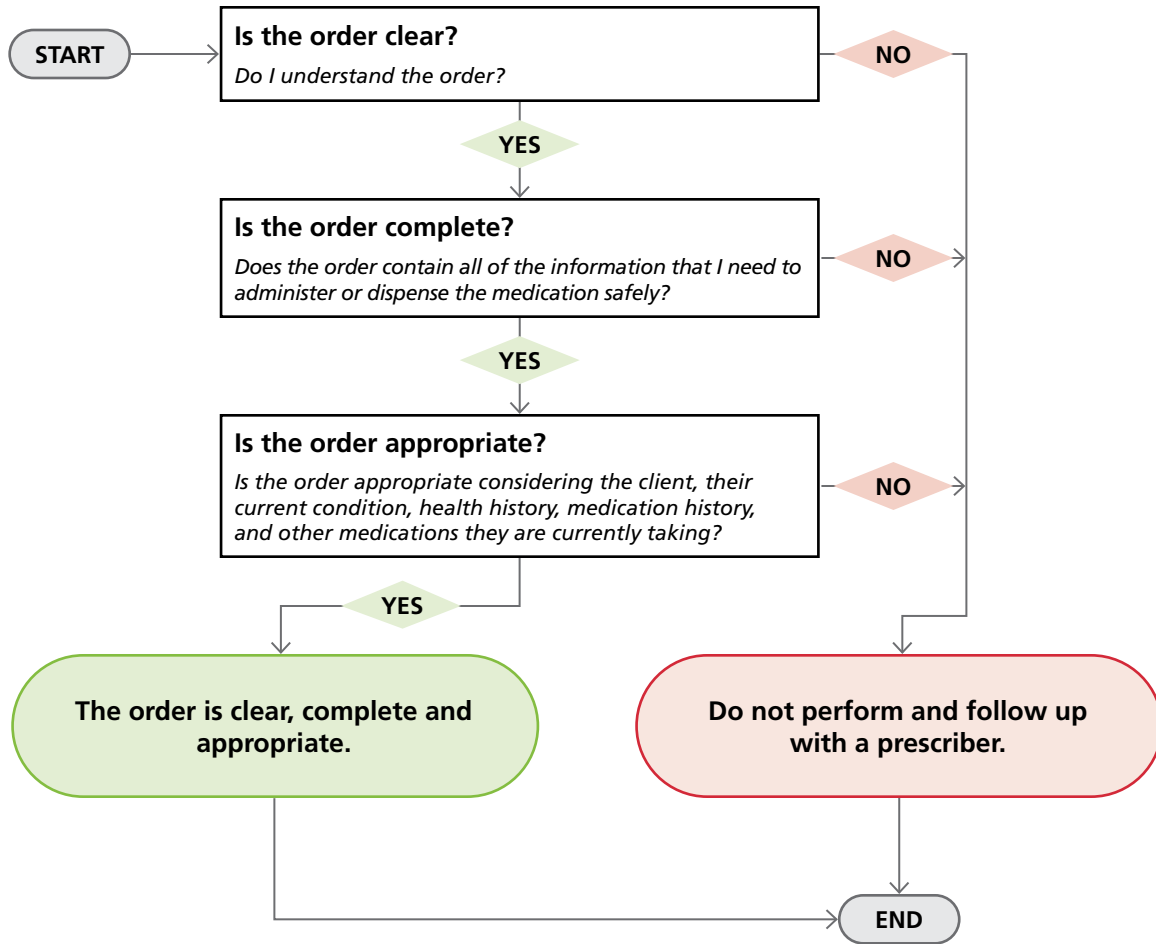 START
Is the order clear?
Do I understand the order?
NO
YES
Is the order complete?
Does the order contain all of the information that I need to
administer or dispense the medication safely?
NO
YES
Is the order appropriate?
Is the order appropriate considering the client, their
current condition, health history, medication history,
and other medications they are currently taking?
NO
YES
The order is clear, complete and
appropriate.
Do not perform and follow up
with a prescriber.
END